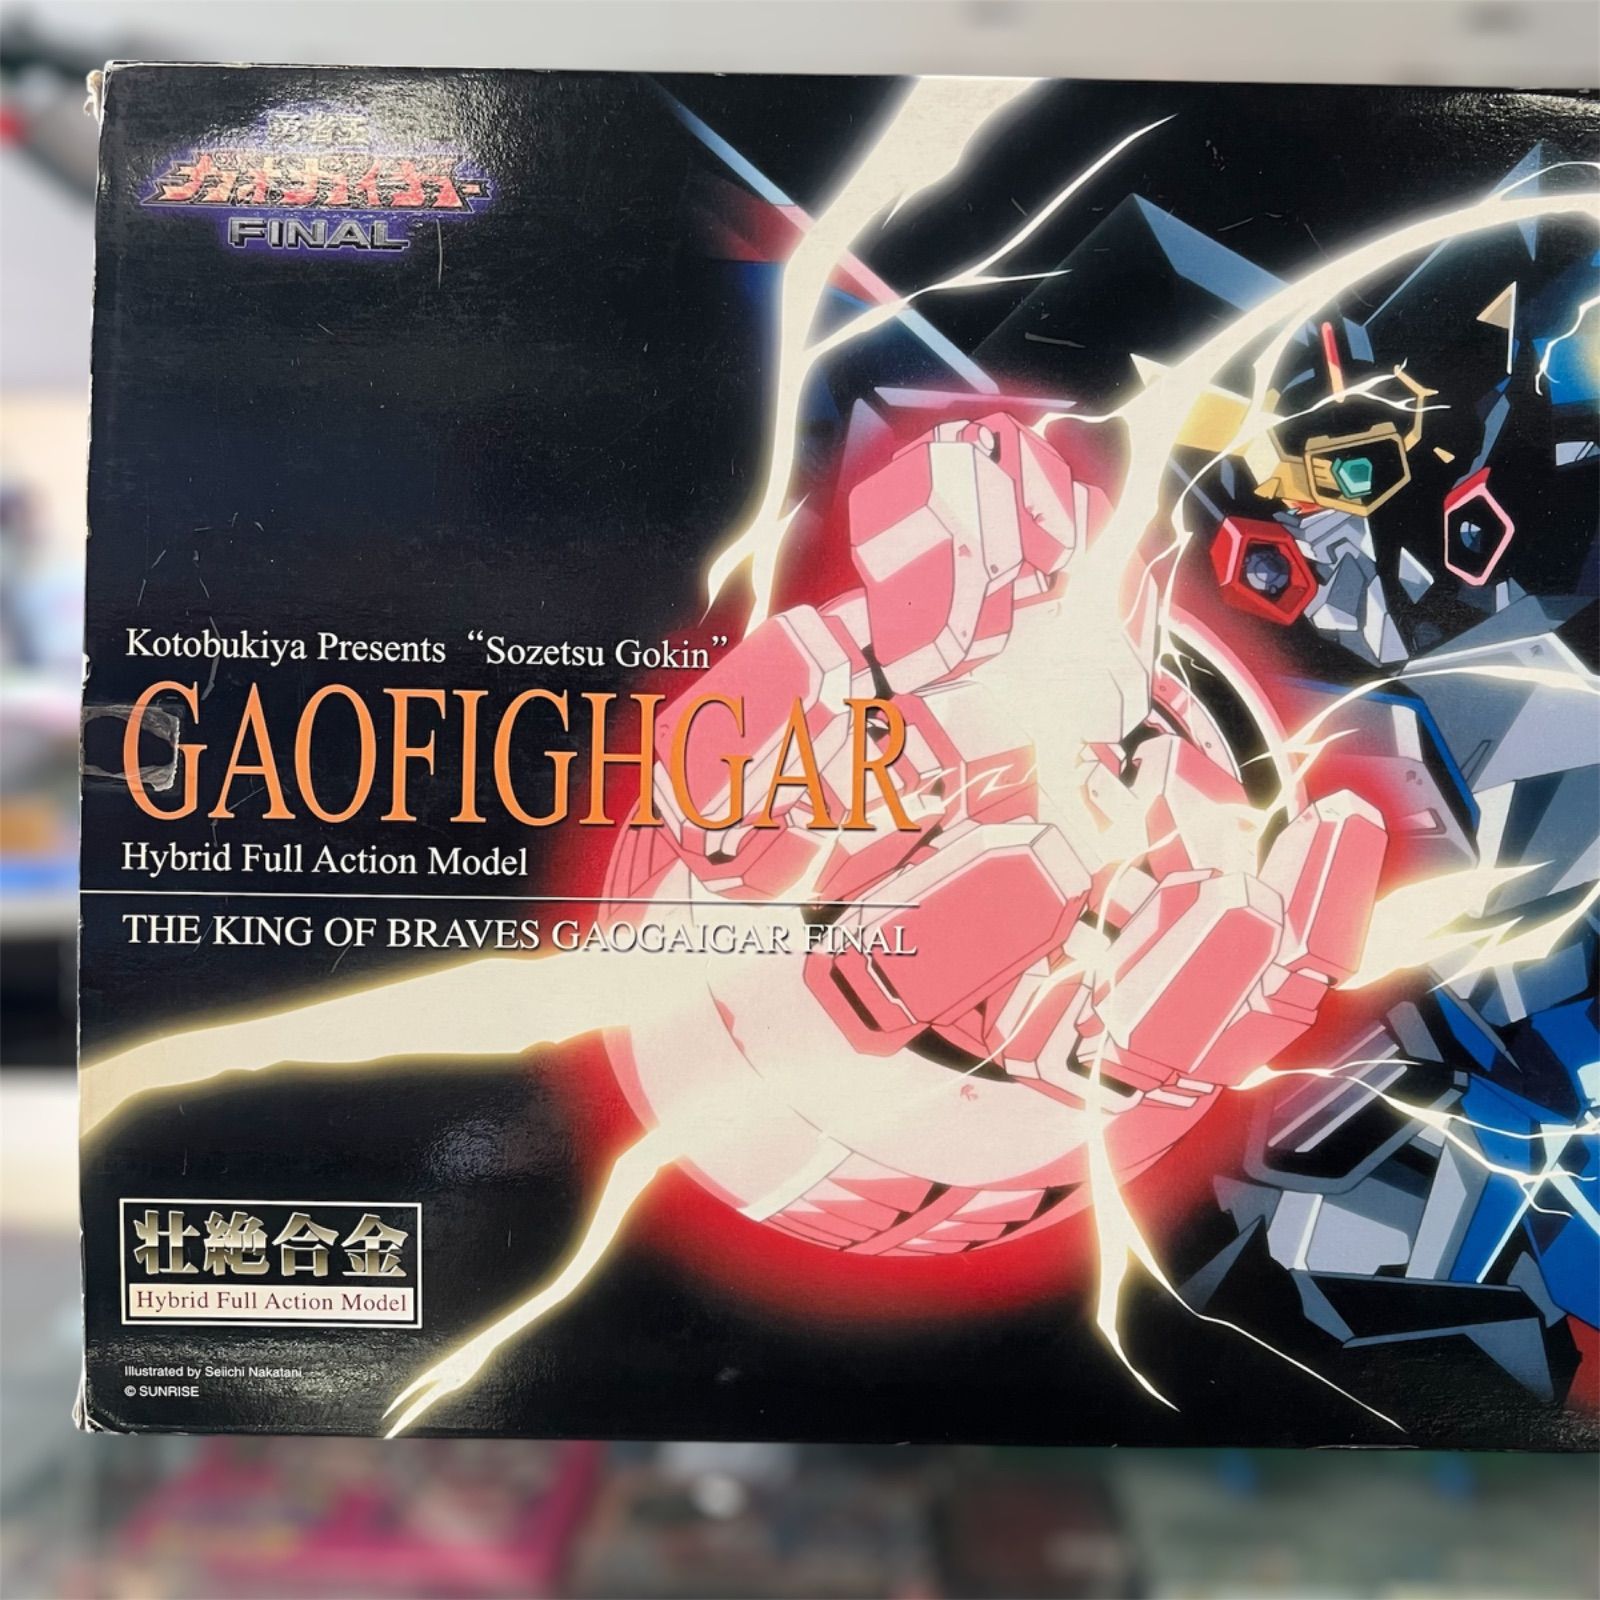 勇者王
ガオガイガー
FINAL
Kotobukiya Presents “Sozetsu Gokin”
GAOFIGHGAR
Hybrid Full Action Model
THE KING OF BRAVES GAOGAIGAR FINAL
壮絶合金
Hybrid Full Action Model
Illustrated by Seiichi Nakatani
© SUNRISE